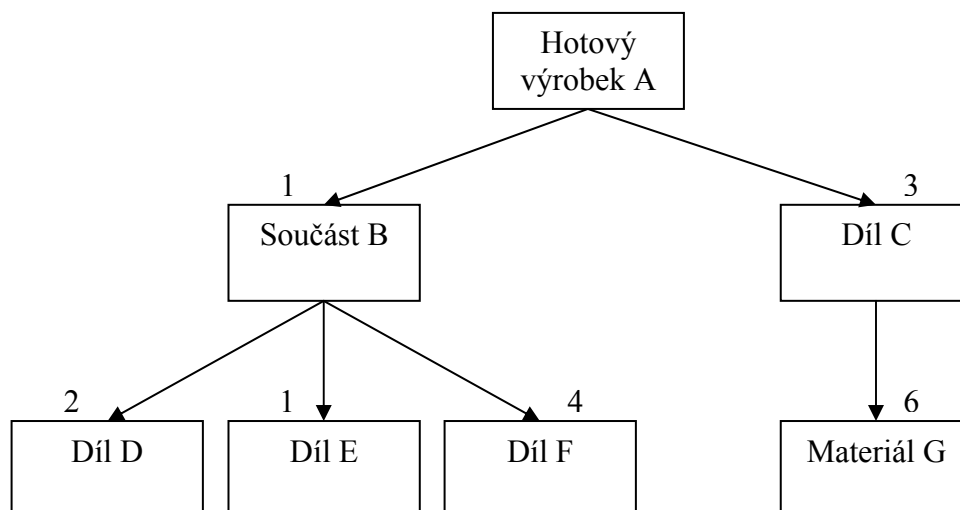 Hotový
výrobek A
1
3
Součást B
Díl C
2
1
4
6
Díl D
Díl E
Díl F
Materiál G